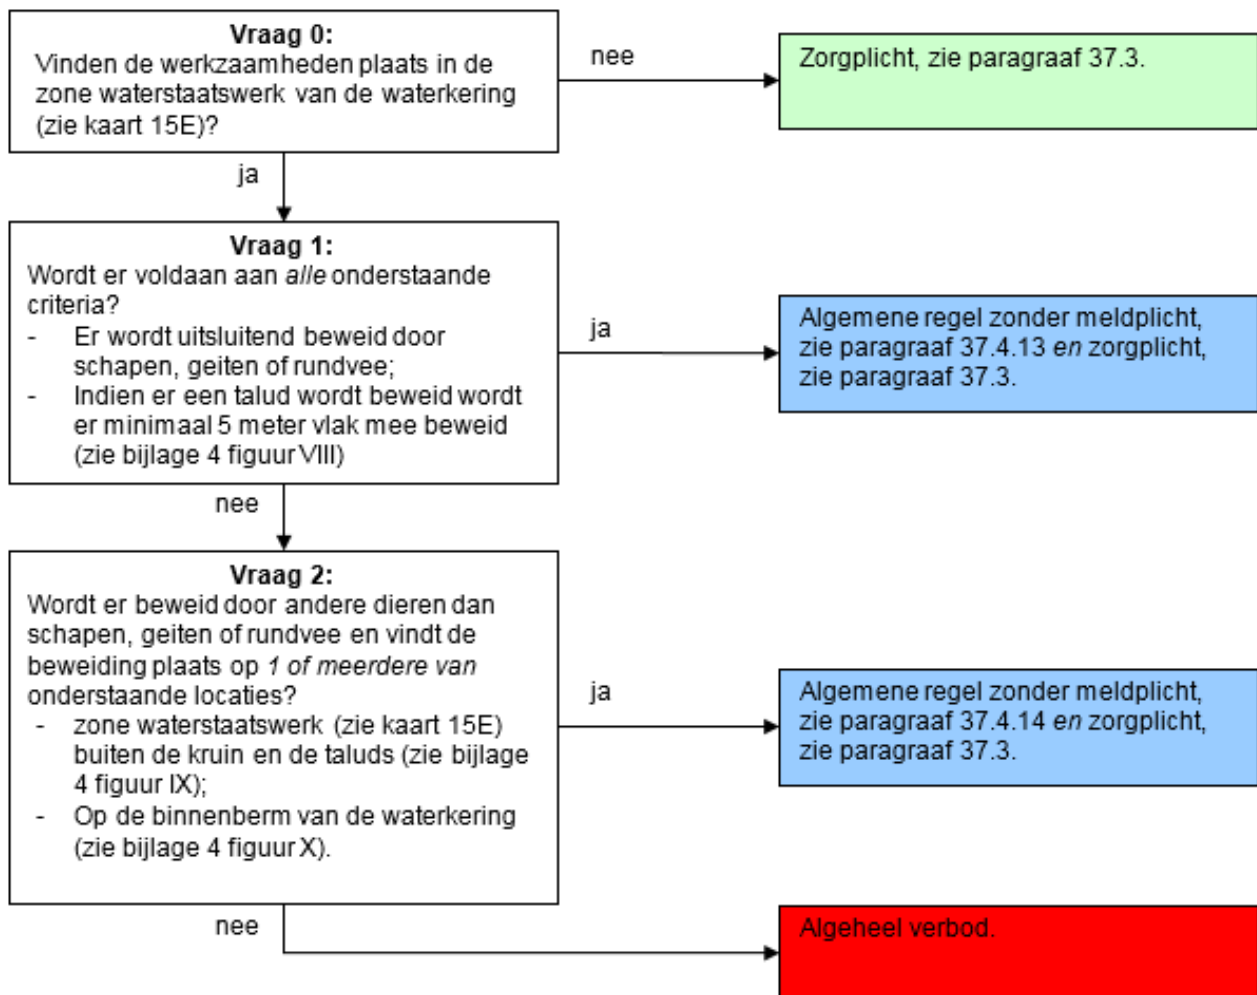 Vraag 0:
Vinden de werkzaamheden plaats in de
zone waterstaatswerk van de waterkering
(zie kaart 15E)?
nee
Zorgplicht, zie paragraaf 37.3.
ja
Vraag 1:
Wordt er voldaan aan alle onderstaande
criteria?
- Er wordt uitsluitend beweid door
schapen, geiten of rundvee;
- Indien er een talud wordt beweid wordt
er minimaal 5 meter vlak mee beweid
(zie bijlage 4 figuur VIII)
ja
Algemene regel zonder meldplicht,
zie paragraaf 37.4.13 en zorgplicht,
zie paragraaf 37.3.
nee
Vraag 2:
Wordt er beweid door andere dieren dan
schapen, geiten of rundvee en vindt de
beweiding plaats op 1 of meerdere van
onderstaande locaties?
- zone waterstaatswerk (zie kaart 15E)
buiten de kruin en de taluds (zie bijlage
4 figuur IX);
- Op de binnenberm van de waterkering
(zie bijlage 4 figuur X).
ja
Algemene regel zonder meldplicht,
zie paragraaf 37.4.14 en zorgplicht,
zie paragraaf 37.3.
nee
Algeheel verbod.